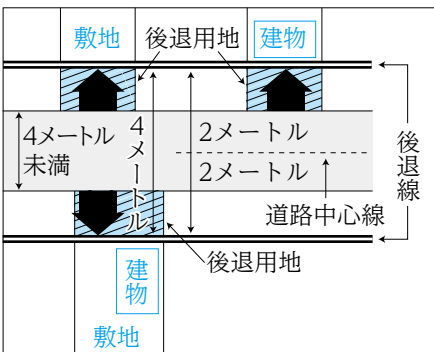 敷地
後退用地
建物
4メートル
未満
4メートル
2メートル
2メートル
後退線
道路中心線
後退用地
建物
敷地